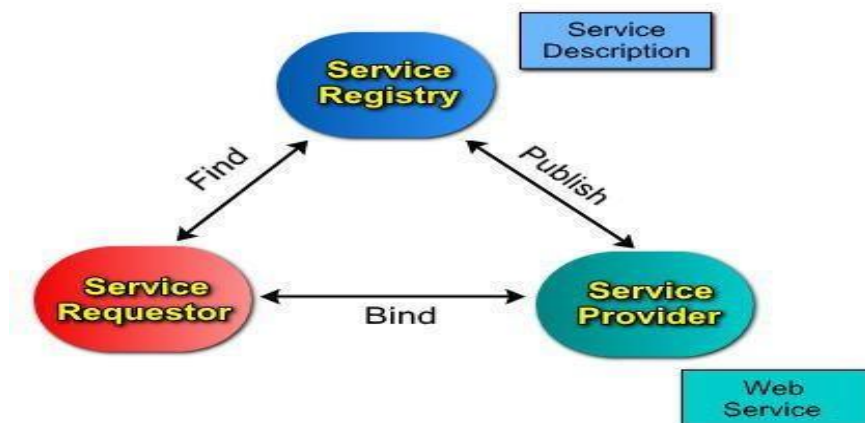 Service
Description
Service
Registry
Find
Publish
Service
Requestor
Bind
Service
Provider
Web
Service